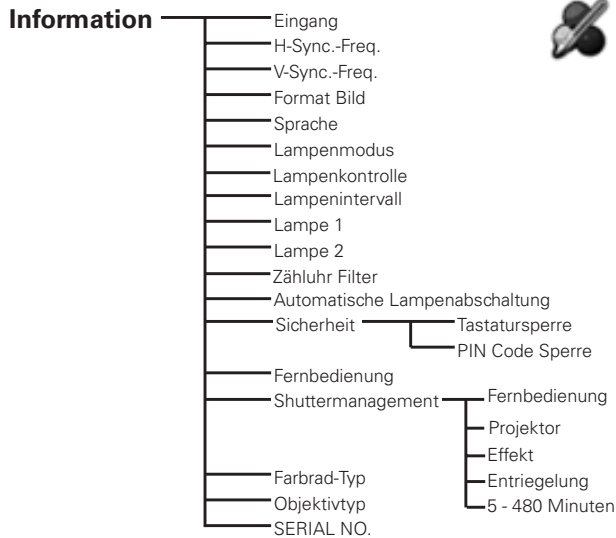 Information
Eingang
H-Sync.-Freq.
V-Sync.-Freq.
Format Bild
Sprache
Lampenmodus
Lampenkontrolle
Lampenintervall
Lampe 1
Lampe 2
Zähluhr Filter
Automatische Lampenabschaltung
Sicherheit
Tastatursperre
PIN Code Sperre
Fernbedienung
Shuttermanagement
Fernbedienung
Projektor
Effekt
Entriegelung
5 - 480 Minuten
Farbrad-Typ
Objektivtyp
SERIAL NO.